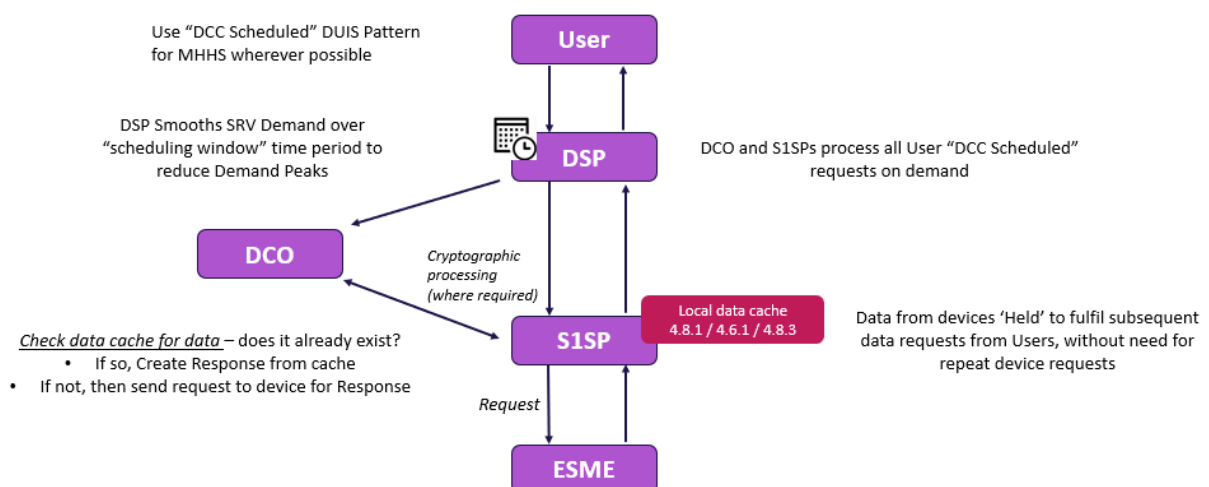 Use “DCC Scheduled” DUIS Pattern
for MHHS wherever possible
User
DSP Smooths SRV Demand over
“scheduling window” time period to
reduce Demand Peaks
DSP
DCO and S1SPs process all User “DCC Scheduled”
requests on demand
DCO
Cryptographic
processing
(where required)
Local data cache
4.8.1 / 4.6.1 / 4.8.3
S1SP
Data from devices ‘Held’ to fulfil subsequent
data requests from Users, without need for
repeat device requests
Check data cache for data – does it already exist?
• If so, Create Response from cache
• If not, then send request to device for Response
Request
ESME